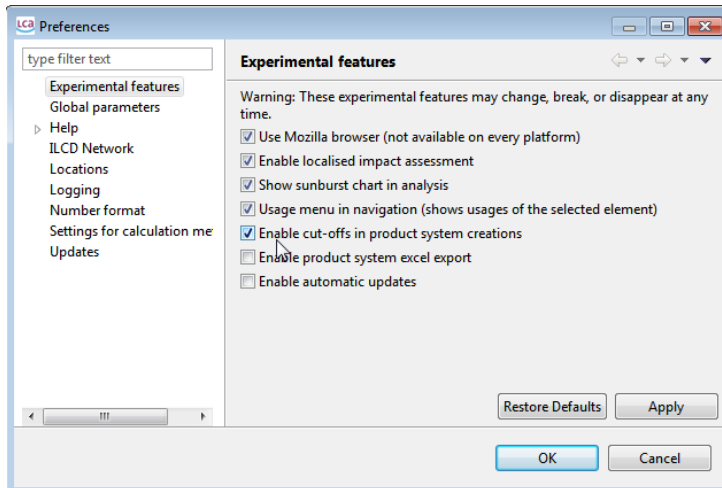 LCa Preferences
type filter text
Experimental features
Experimental features
Global parameters
Warning: These experimental features may change, break, or disappear at any
time.
Help
Use Mozilla browser (not available on every platform)
ILCD Network
Enable localised impact assessment
Locations
Show sunburst chart in analysis
Logging
Usage menu in navigation (shows usages of the selected element)
Number format
Enable cut-offs in product system creations
Settings for calculation me
Enable product system excel export
Updates
Enable automatic updates
Restore Defaults
Apply
OK
Cancel